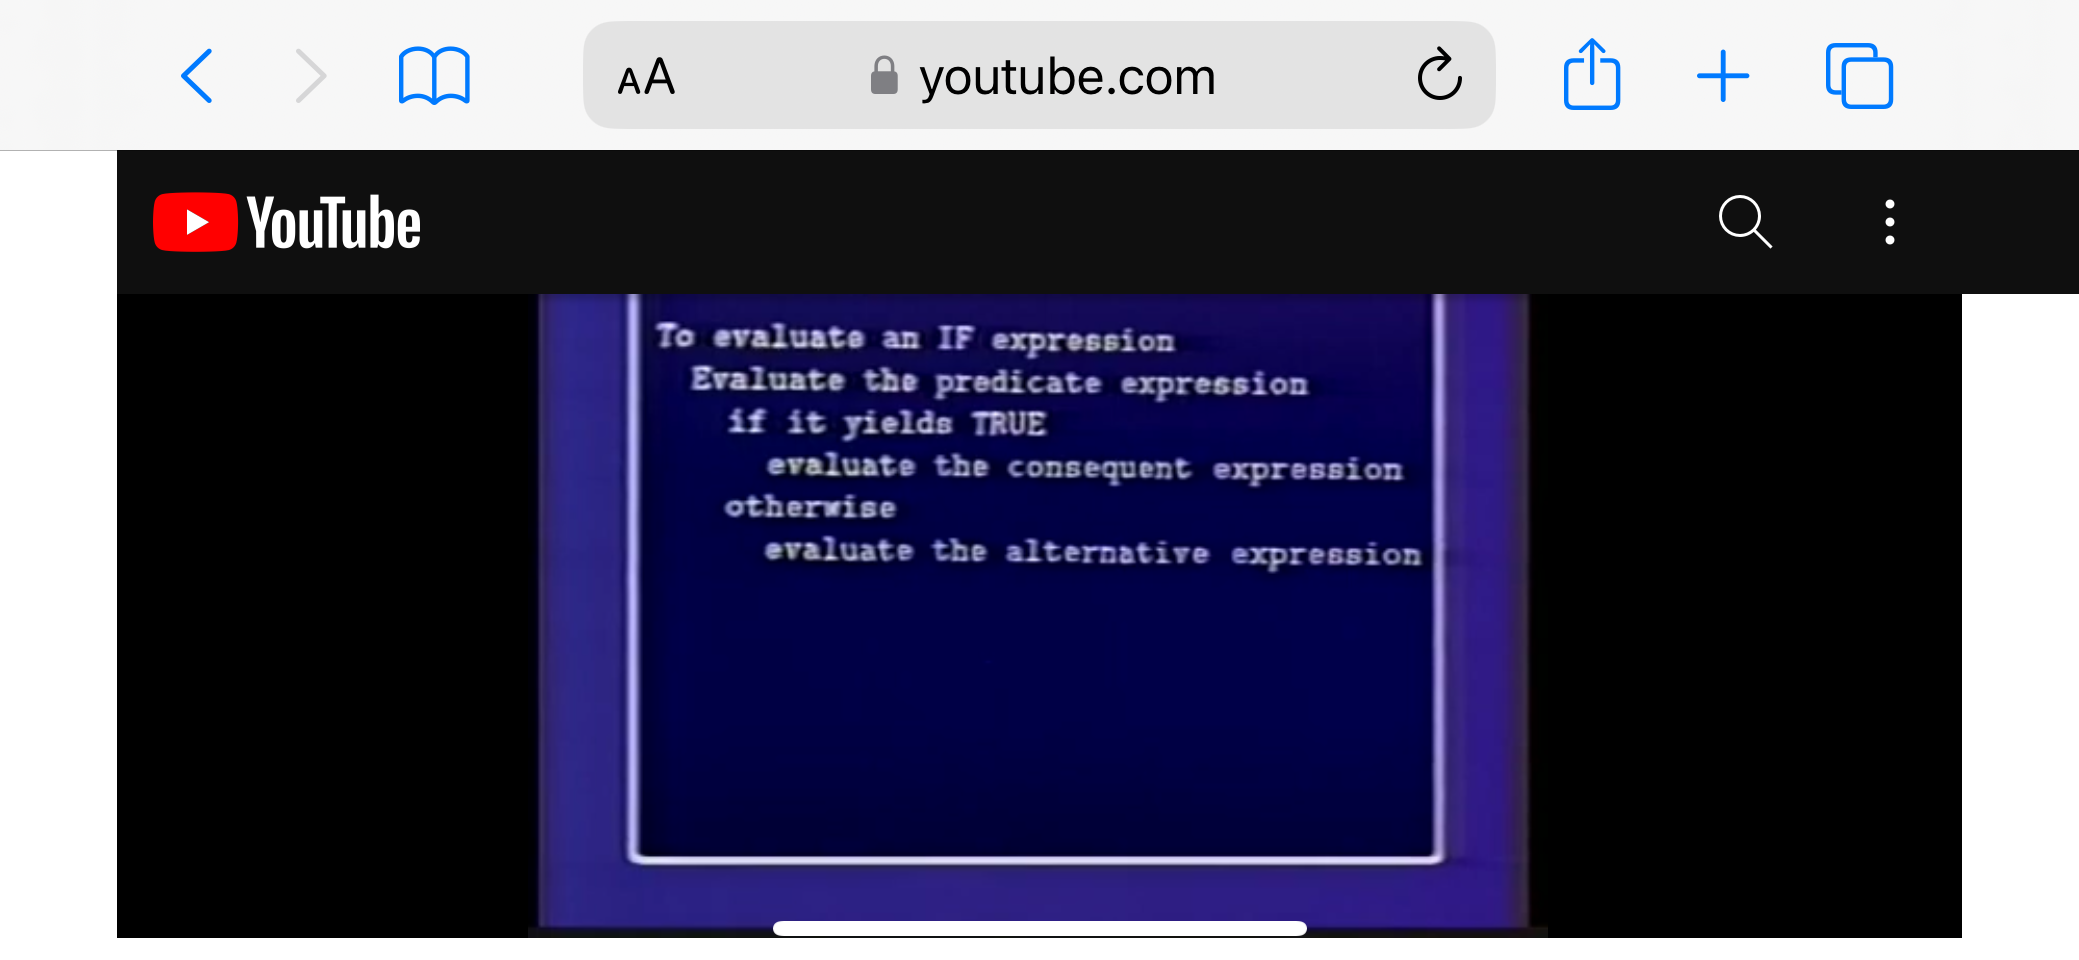 AA youtube.com
YouTube
To evaluate an IF expression
Evaluate the predicate expression
if it yields TRUE
evaluate the consequent expression
otherwise
evaluate the alternative expression